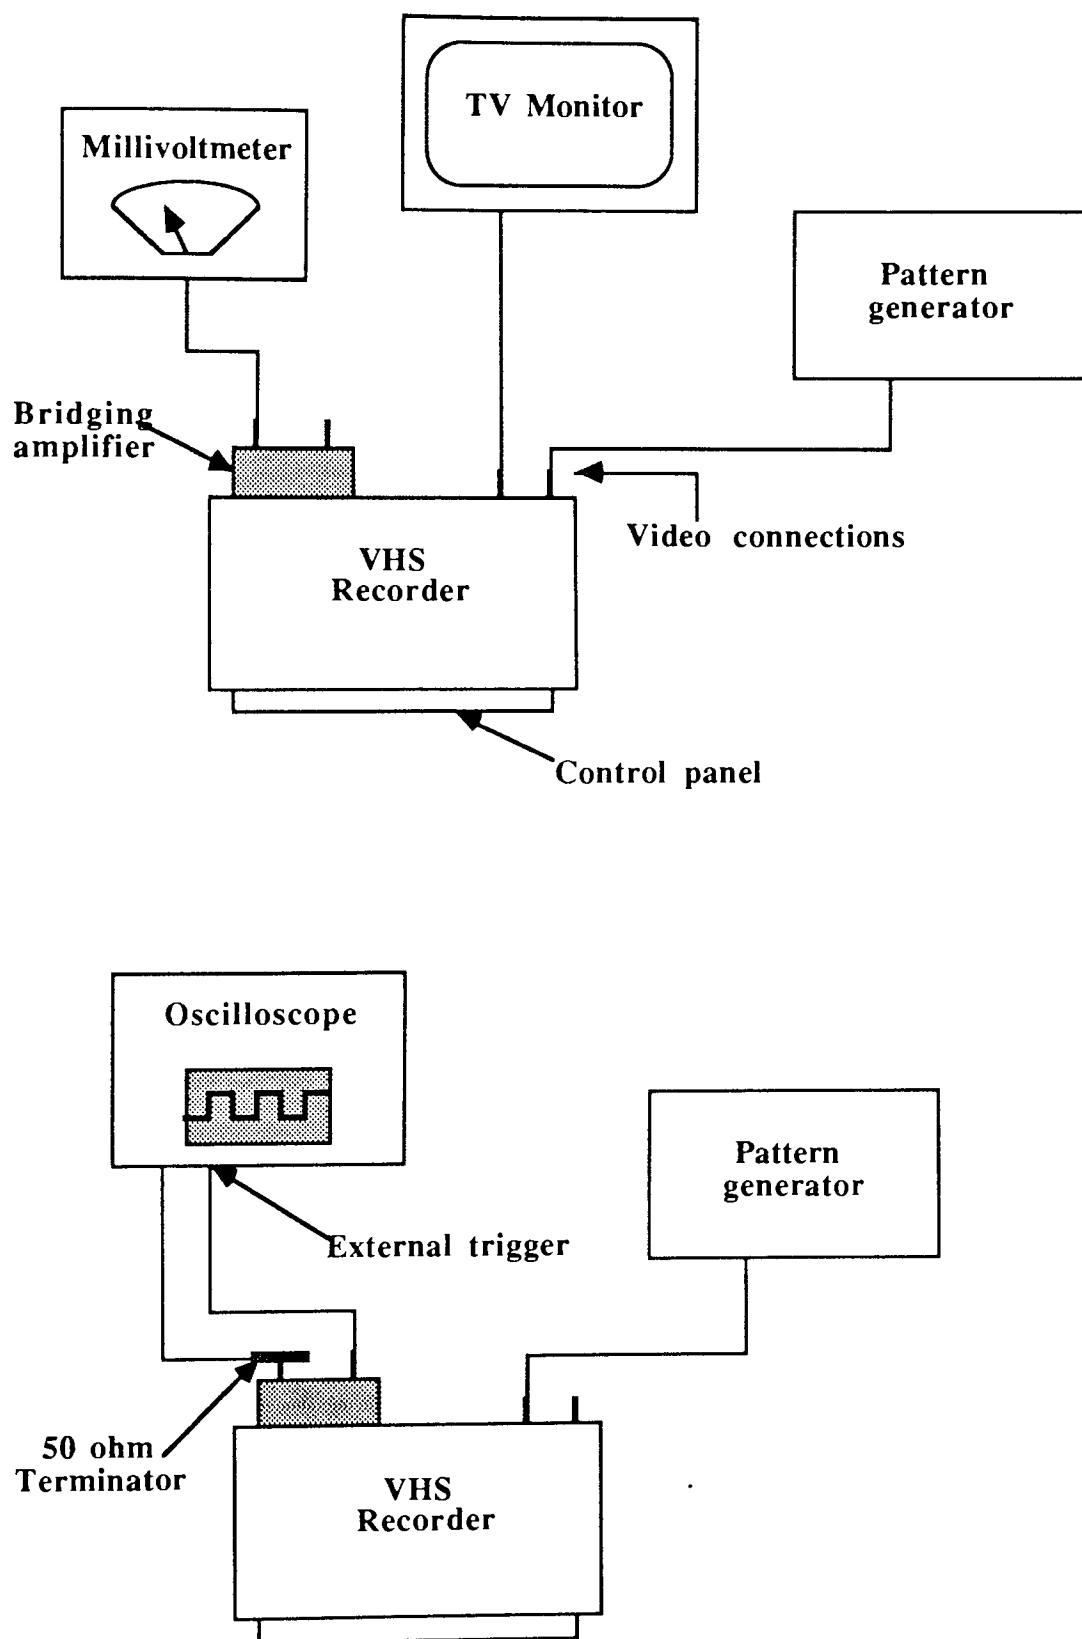 TV Monitor
Millivoltmeter
Pattern
generator
Bridging
amplifier
Video connections
VHS
Recorder
Control panel
Oscilloscope
Pattern
generator
External trigger
50 ohm
Terminator
VHS
Recorder